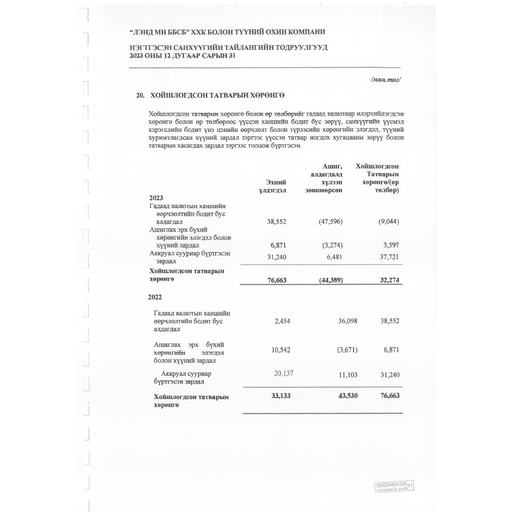 "ЛЭНД МН ББСБ" ХХК БОЛОН ТҮҮНИЙ ОХИН КОМПАНИ
НЭГТГЭСЭН САНХҮҮГИЙН ТАЙЛАНГИЙН ТОДРУУЛГУУД
2023 ОНЫ 12 ДУГААР САРЫН 31
/мян.төг/
20. ХОЙШЛОГДСОН ТАТВАРЫН ХӨРӨНГӨ
Хойшлогдсон татварын хөрөнгө болон өр төлбөрийг гадаад валютаар илэрхийлэгдсэн
хөрөнгө болон өр төлбөрөөс үүссэн ханшийн бодит бус зөрүү, санхүүгийн үүсмэл
хэрэгслийн бодит үнэ цэнийн өөрчлөлт болон түрээсийн хөрөнгийн элэгдэл, түүний
хуримтлагдсан хүүний зардал зэргээс үүссэн татвар ногдох хугацааны зөрүү болон
татварын хасагдах зардал зэргээс тооцож бүртгэсэн.
Эхний үлдэгдэл
Ашиг, алдагдалд хүлээн зөвшөөрсөн
Хойшлогдсон Татварын хөрөнгө/(өр төлбөр)
2023
Гадаад валютын ханшийн
өөрчлөлтийн бодит бус
алдагдал 38,552 (47,596) (9,044)
Ашиглах эрх бүхий
хөрөнгийн элэгдэл болон
хүүний зардал 6,871 (3,274) 3,597
Аккруал суурлар бүртгэсэн 31,240 6,481 37,721
зардал
Хойшлогдсон татварын
хөрөнгө 76,663 (44,389) 32,274
2022
Гадаад валютын ханшийн
өөрчлөлтийн бодит бус 2,454 36,098 38,552
алдагдал
Ашиглах эрх бүхий
хөрөнгийн элэгдэл 10,542 (3,671) 6,871
болон хүүний зардал
Аккруал суурлар 20,137 11,103 31,240
бүртгэсэн зардал
Хойшлогдсон татварын 33,133 43,530 76,663
хөрөнгө